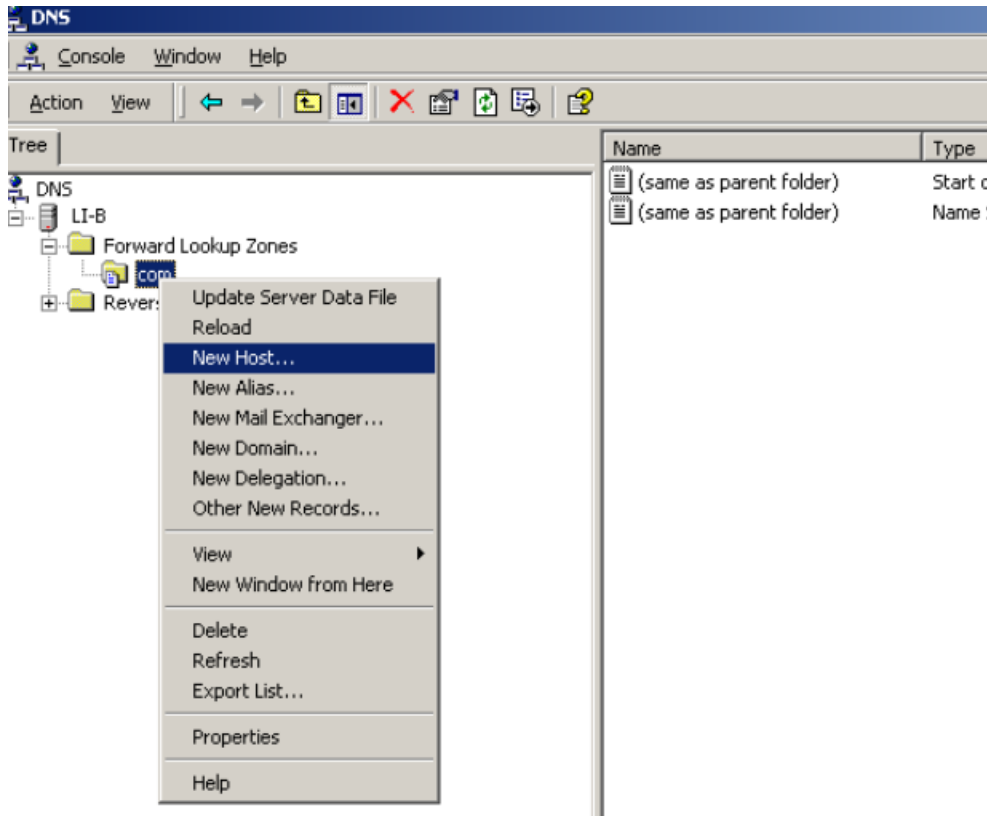 DNS
Console Window Help
Action View
Tree
DNS
LI-B
Forward Lookup Zones
com
Update Server Data File
Reload
New Host...
New Alias...
New Mail Exchanger...
New Domain...
New Delegation...
Other New Records...
View
New Window from Here
Delete
Refresh
Export List...
Properties
Help
Name Type
(same as parent folder) Start
(same as parent folder) Name